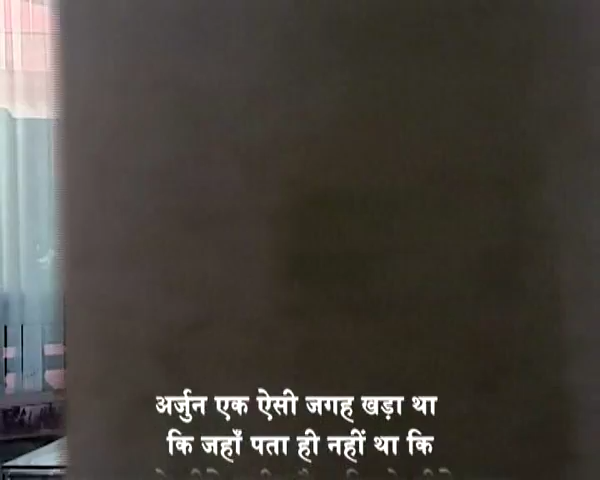 अर्जुन एक ऐसी जगह खड़ा था
कि जहाँ पता ही नहीं था कि